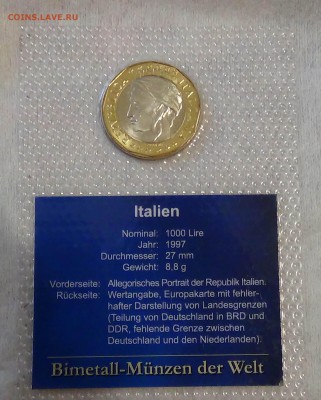 COINS.LAVE.RU
Italien
Nominal: 1000 Lire
Jahr: 1997
Durchmesser: 27 mm
Gewicht: 8,8 g
Vorderseite: Allegorisches Portrait der Republik Italien.
Rückseite: Wertangabe, Europakarte mit fehler-
hafter Darstellung von Landesgrenzen
(Teilung von Deutschland in BRD und
DDR, fehlende Grenze zwischen
Deutschland und den Niederlanden).
Bimetall-Münzen der Welt